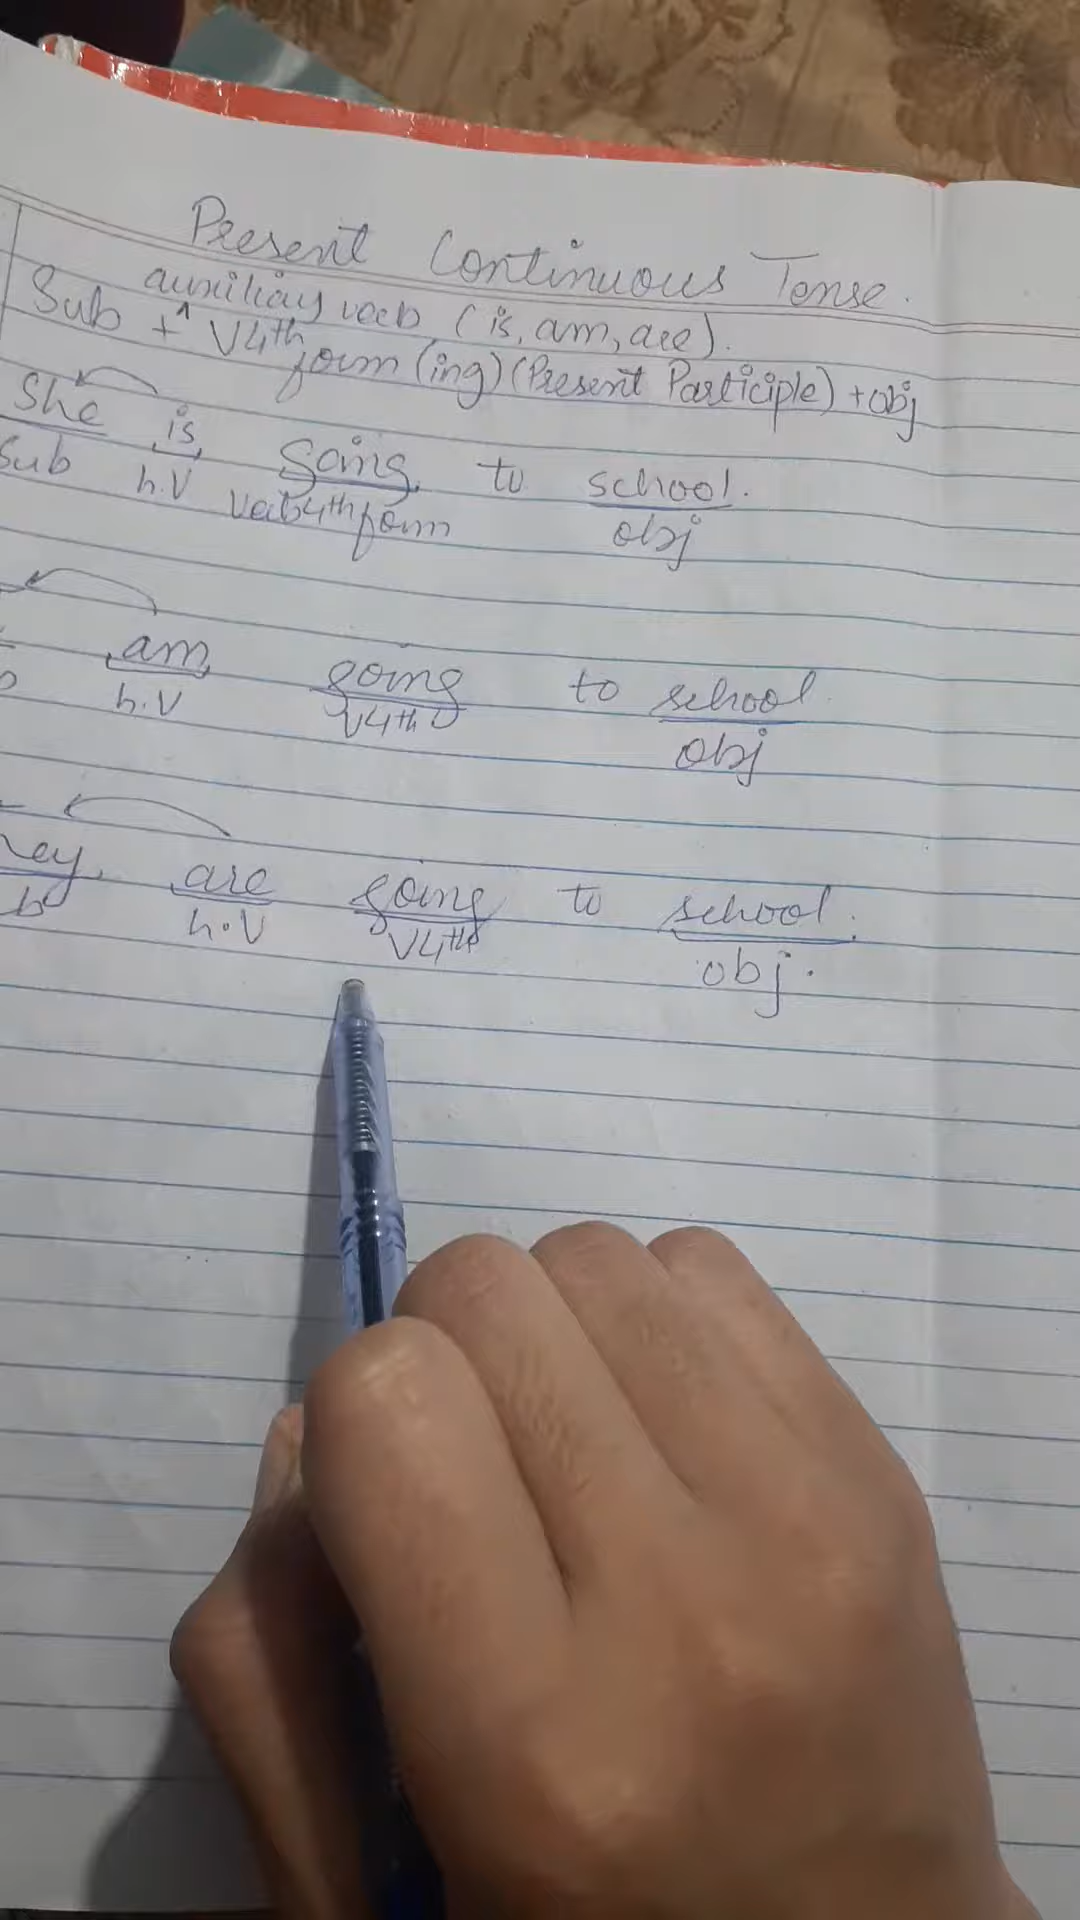 Present Continuous Tense.
auxiliary verb (is, am, are).
Sub + ^ V4th form (ing) (Present Participle) + obj
She is going to school.
Sub h.V verb4th form obj
am going to school.
h.V V4th obj
hey are going to school.
b h.V V4th obj.